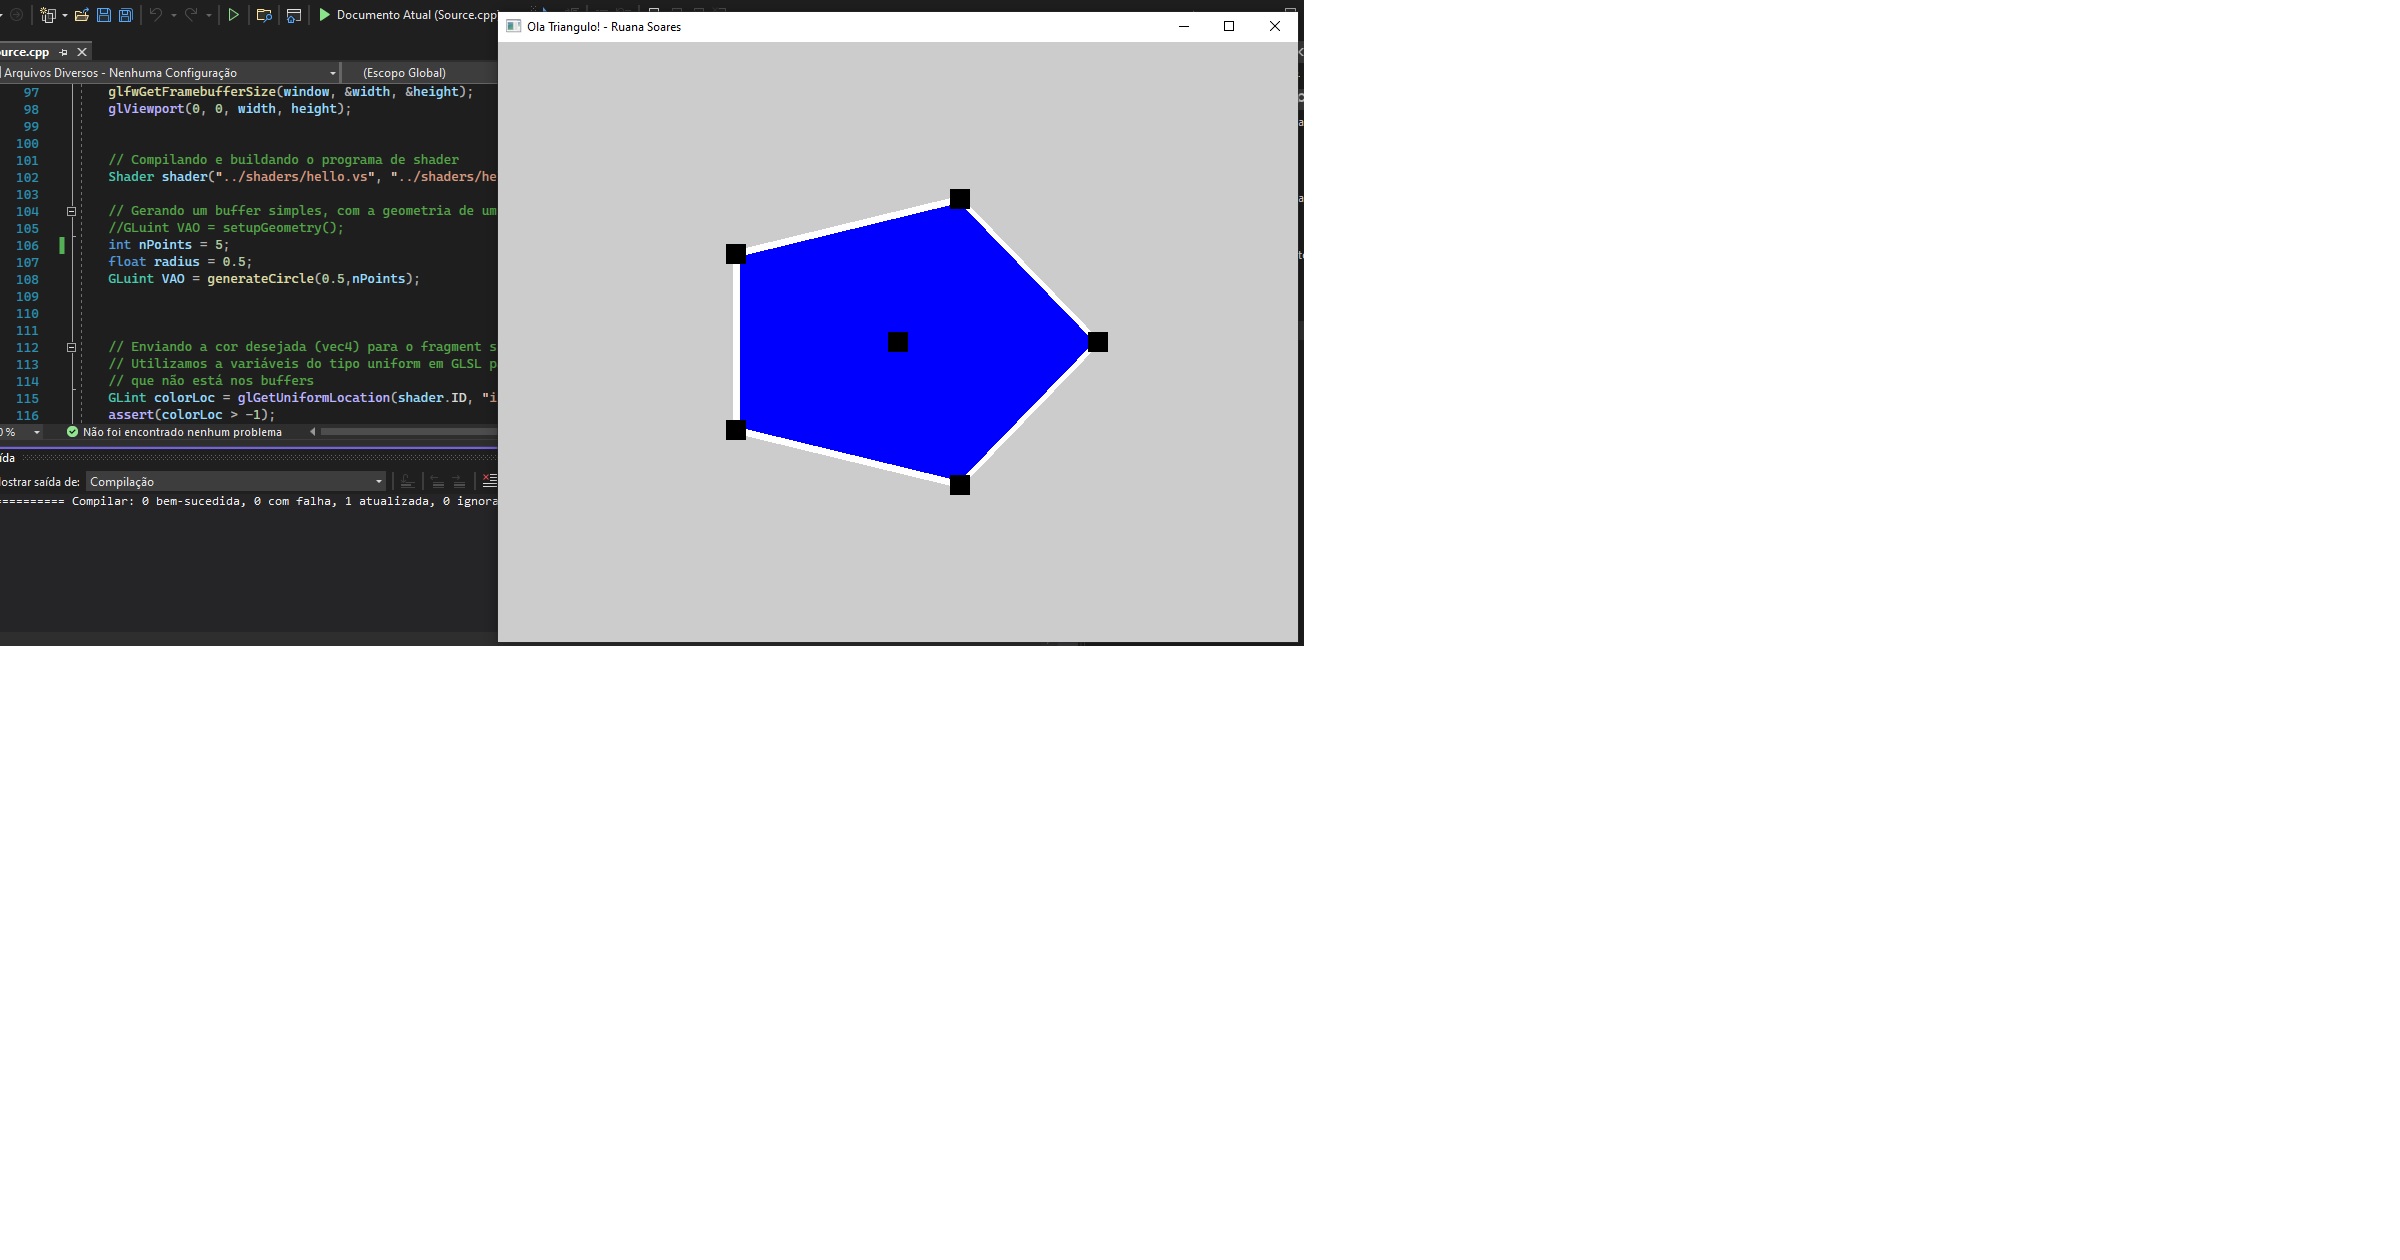 Documento Atual (Source.cpp)
Ola Triangulo! - Ruana Soares
urce.cpp
Arquivos Diversos - Nenhuma Configuração
(Escopo Global)
97 glfwGetFramebufferSize(window, &width, &height);
98 glViewport(0, 0, width, height);
99
100
101 // Compilando e buildando o programa de shader
102 Shader shader("../shaders/hello.vs", "../shaders/he
103
104 // Gerando um buffer simples, com a geometria de um
105 //GLuint VAO = setupGeometry();
106 int nPoints = 5;
107 float radius = 0.5;
108 GLuint VAO = generateCircle(0.5,nPoints);
109
110
111
112 // Enviando a cor desejada (vec4) para o fragment s
113 // Utilizamos a variáveis do tipo uniform em GLSL p
114 // que não está nos buffers
115 GLint colorLoc = glGetUniformLocation(shader.ID, "i
116 assert(colorLoc > -1);
0 %
Não foi encontrado nenhum problema
ída
ostrar saída de:
Compilação
========== Compilar: 0 bem-sucedida, 0 com falha, 1 atualizada, 0 ignora